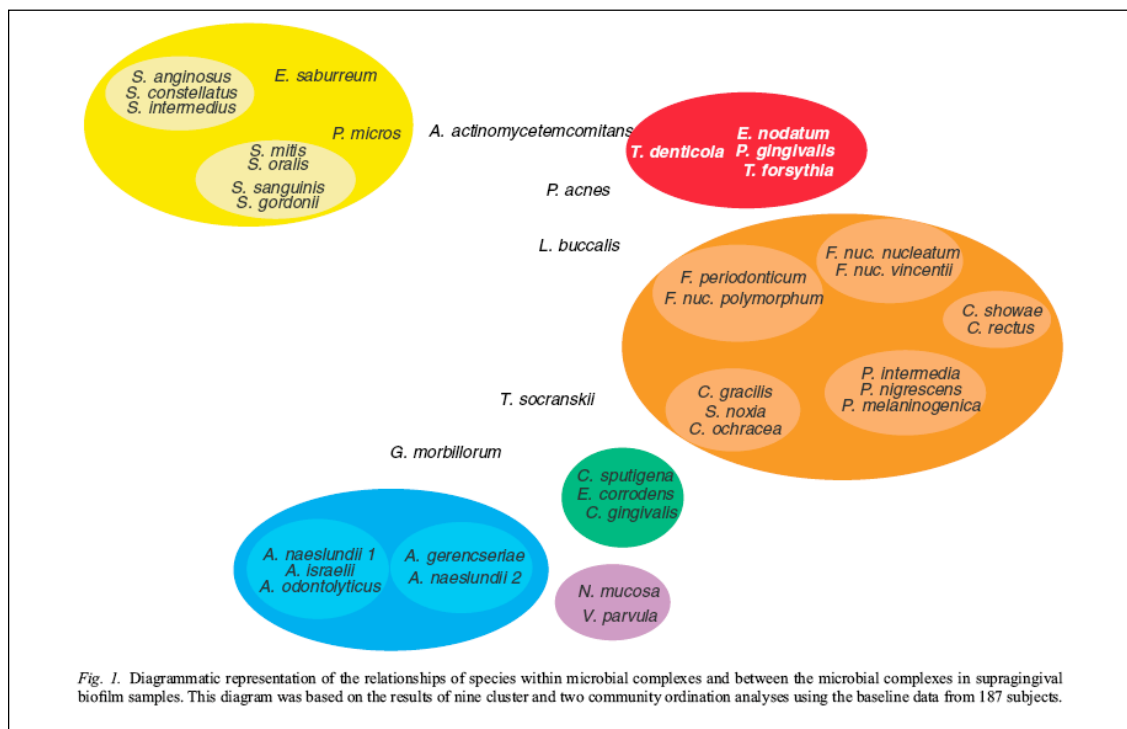 S. anginosus
S. constellatus
S. intermedius
E. saburreum
P. micros
S. mitis
S. oralis
S. sanguinis
S. gordonii
A. actinomycetemcomitans
P. acnes
L. buccalis
T. socranskii
G. morbillorum
T. denticola
E. nodatum
P. gingivalis
T. forsythia
F. periodonticum
F. nuc. polymorphum
F. nuc. nucleatum
F. nuc. vincentii
C. showae
C. rectus
C. gracilis
S. noxia
C. ochracea
P. intermedia
P. nigrescens
P. melaninogenica
C. sputigena
E. corrodens
C. gingivalis
A. naeslundii 1
A. israelii
A. odontolyticus
A. gerencseriae
A. naeslundii 2
N. mucosa
V. parvula
Fig. 1. Diagrammatic representation of the relationships of species within microbial complexes and between the microbial complexes in supragingival
biofilm samples. This diagram was based on the results of nine cluster and two community ordination analyses using the baseline data from 187 subjects.